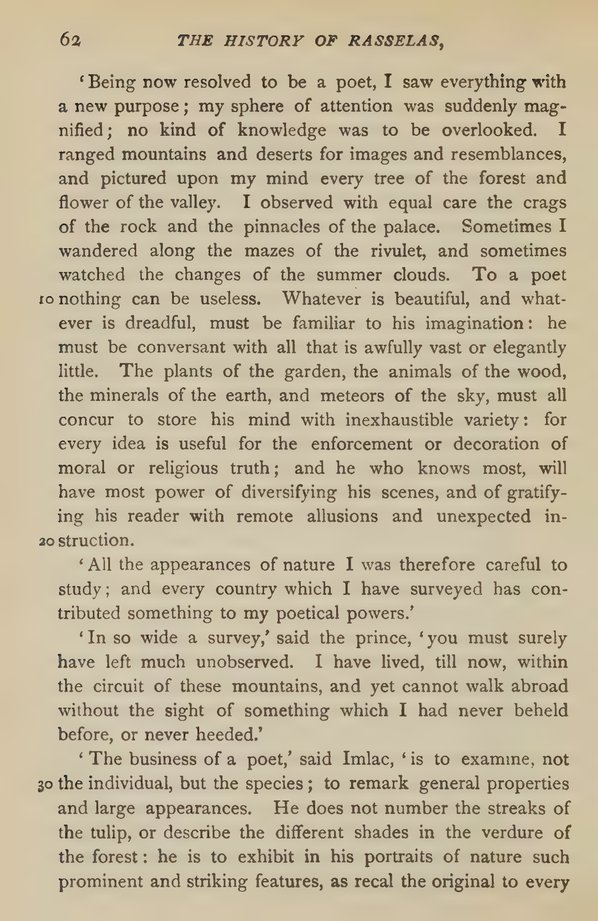 62 THE HISTORY OF RASSELAS,
‘Being now resolved to be a poet, I saw everything with
a new purpose; my sphere of attention was suddenly mag-
nified; no kind of knowledge was to be overlooked. I
ranged mountains and deserts for images and resemblances,
and pictured upon my mind every tree of the forest and
flower of the valley. I observed with equal care the crags
of the rock and the pinnacles of the palace. Sometimes I
wandered along the mazes of the rivulet, and sometimes
watched the changes of the summer clouds. To a poet
10 nothing can be useless. Whatever is beautiful, and what-
ever is dreadful, must be familiar to his imagination: he
must be conversant with all that is awfully vast or elegantly
little. The plants of the garden, the animals of the wood,
the minerals of the earth, and meteors of the sky, must all
concur to store his mind with inexhaustible variety: for
every idea is useful for the enforcement or decoration of
moral or religious truth; and he who knows most, will
have most power of diversifying his scenes, and of gratify-
ing his reader with remote allusions and unexpected in-
20 struction.
‘All the appearances of nature I was therefore careful to
study; and every country which I have surveyed has con-
tributed something to my poetical powers.’
‘In so wide a survey,’ said the prince, ‘you must surely
have left much unobserved. I have lived, till now, within
the circuit of these mountains, and yet cannot walk abroad
without the sight of something which I had never beheld
before, or never heeded.’
‘The business of a poet,’ said Imlac, ‘is to examine, not
30 the individual, but the species; to remark general properties
and large appearances. He does not number the streaks of
the tulip, or describe the different shades in the verdure of
the forest: he is to exhibit in his portraits of nature such
prominent and striking features, as recal the original to every